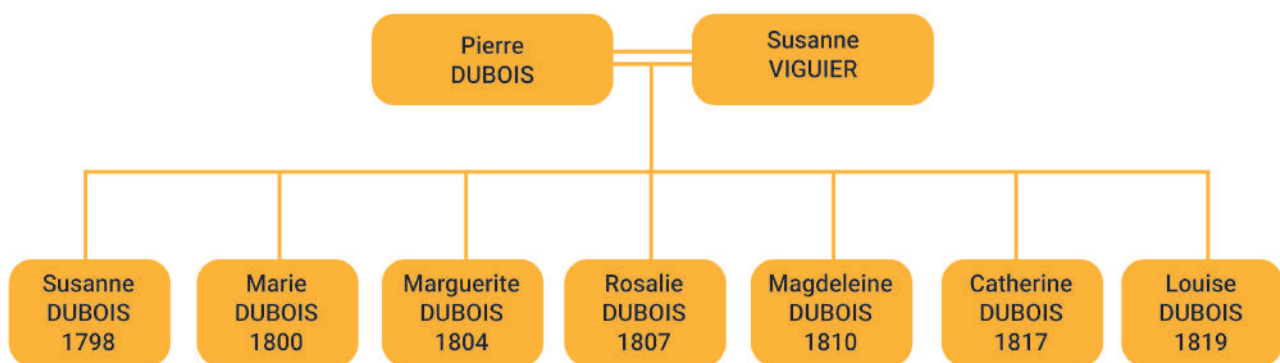 Pierre
DUBOIS
Susanne
VIGUIER
Susanne
DUBOIS
1798
Marie
DUBOIS
1800
Marguerite
DUBOIS
1804
Rosalie
DUBOIS
1807
Magdeleine
DUBOIS
1810
Catherine
DUBOIS
1817
Louise
DUBOIS
1819